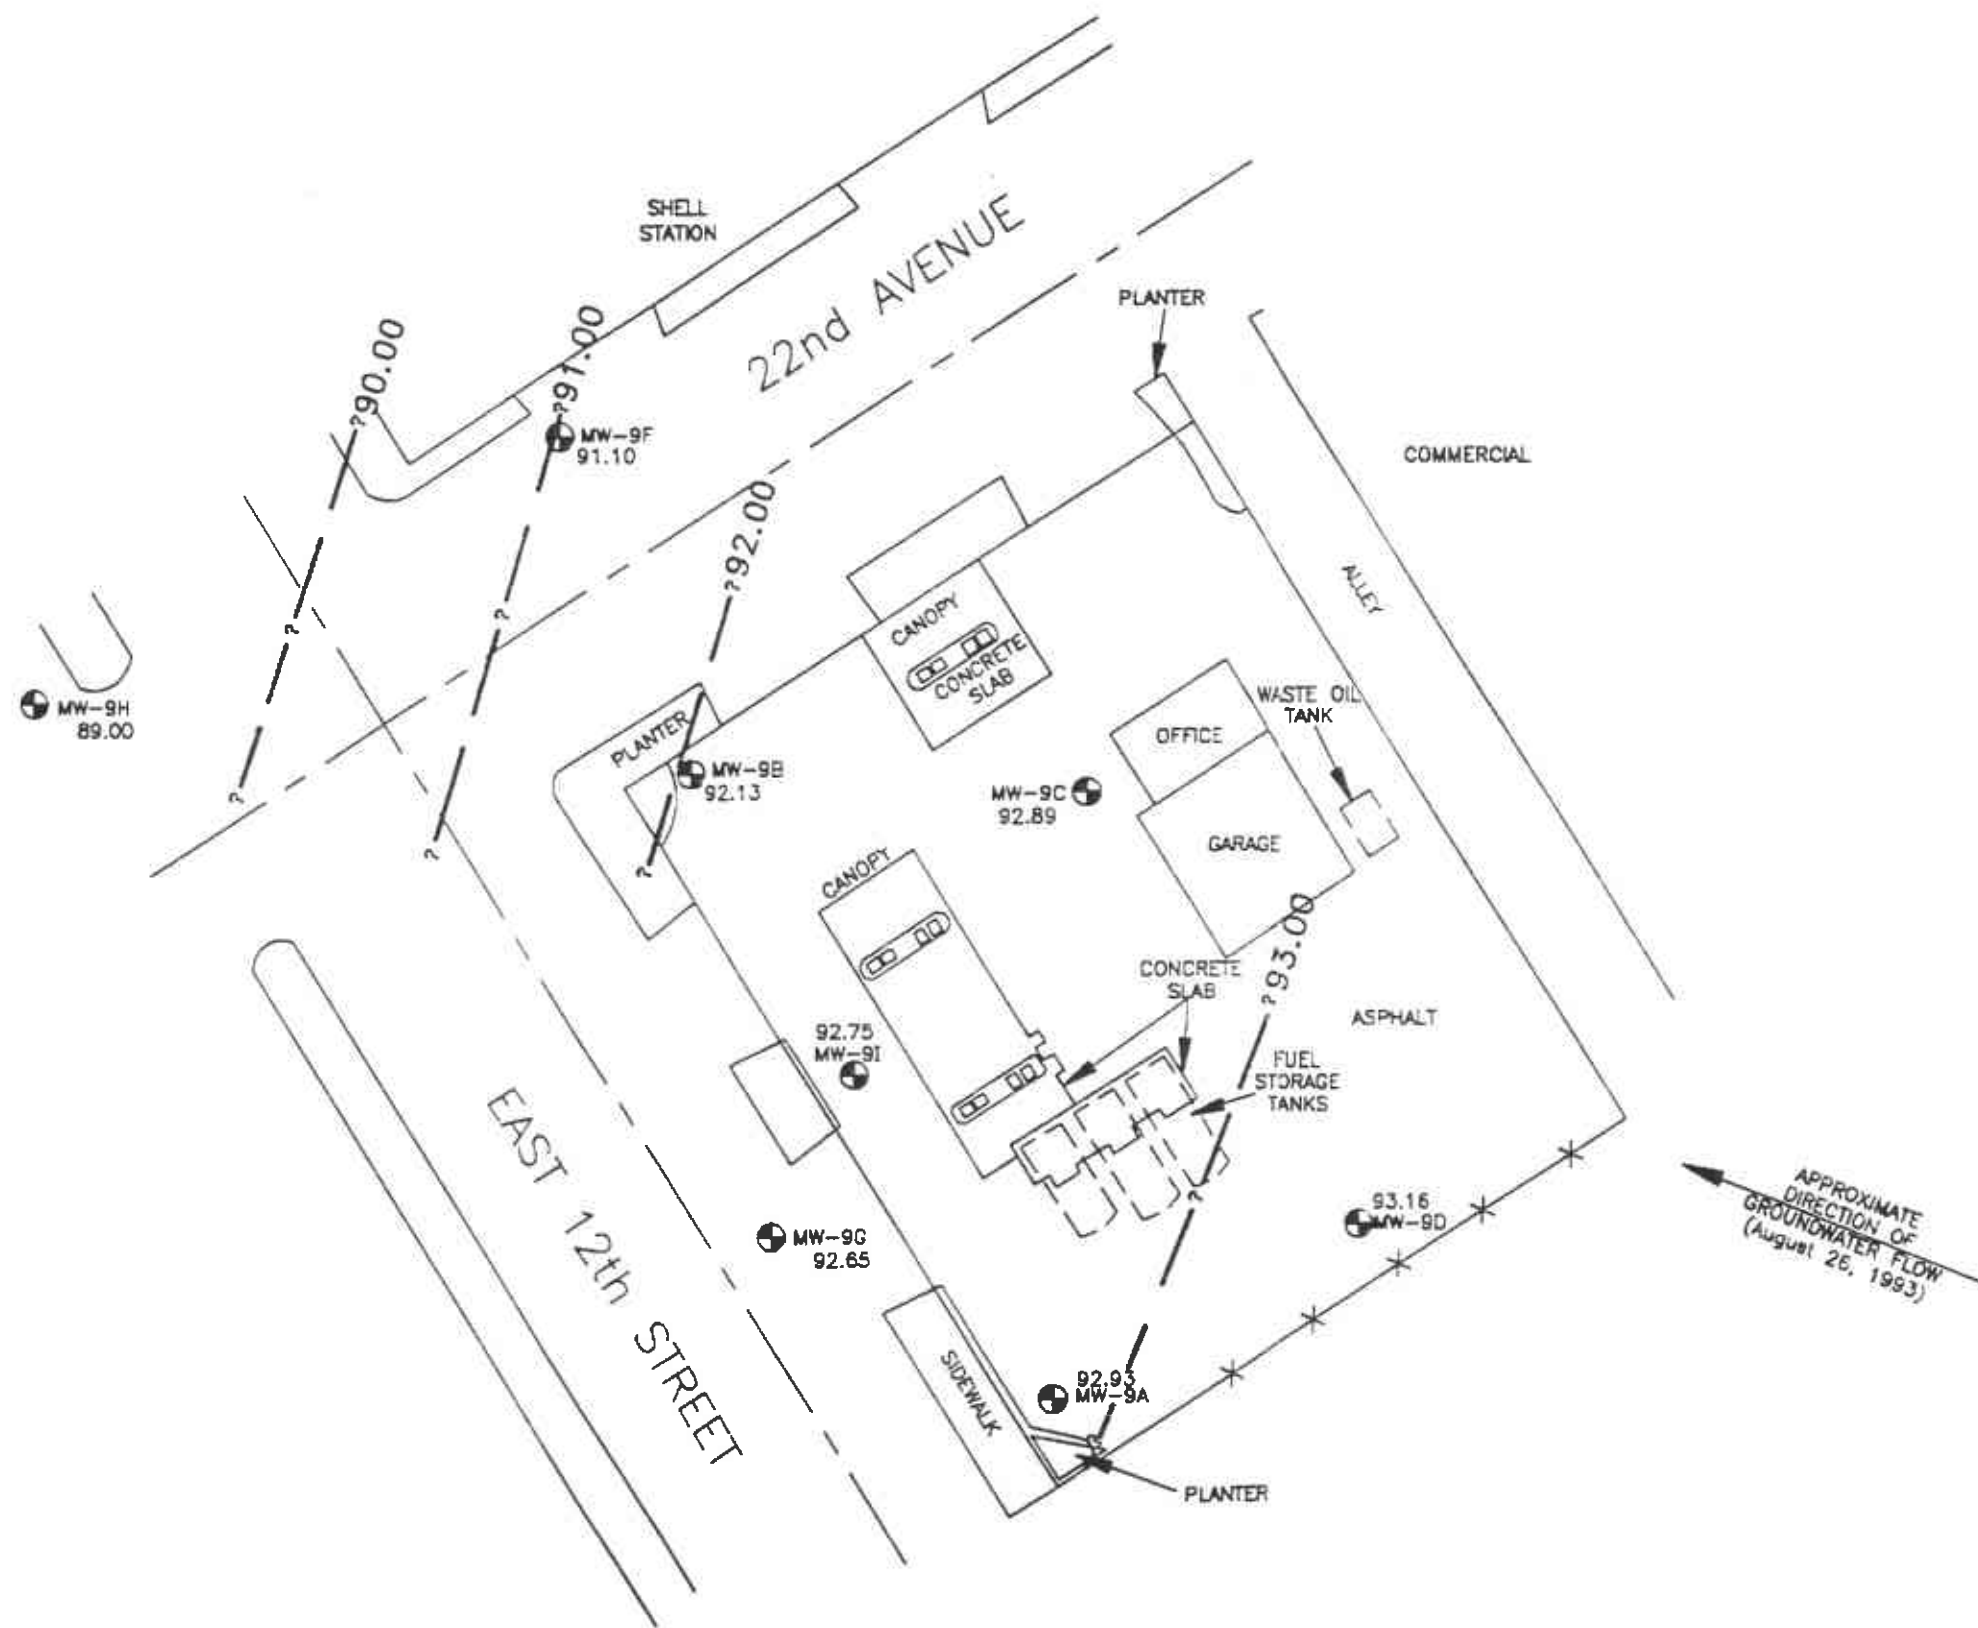 SHELL
STATION
22nd AVENUE
PLANTER
?90.00
?91.00
MW-9F
91.10
COMMERCIAL
?92.00
ALLEY
CANOPY
CONCRETE
SLAB
?
?
MW-9H
89.00
PLANTER
WASTE OIL
TANK
OFFICE
MW-9B
92.13
MW-9C
92.89
?
?
?
GARAGE
CANOPY
?93.00
CONCRETE
SLAB
ASPHALT
92.75
MW-9I
FUEL
STORAGE
TANKS
EAST 12th STREET
?
93.16
MW-9D
APPROXIMATE
DIRECTION OF
GROUNDWATER FLOW
(August 26, 1993)
MW-9G
92.65
SIDEWALK
92.93
MW-9A
PLANTER